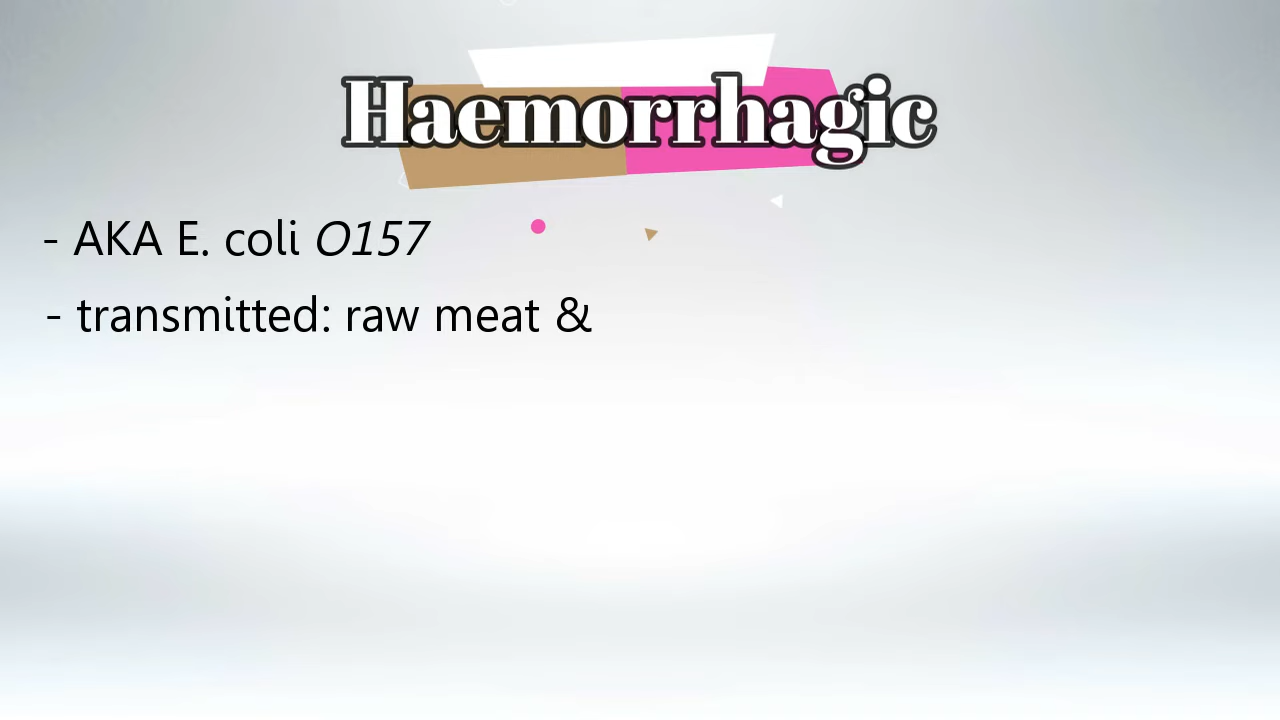 Haemorrhagic
- AKA E. coli O157
- transmitted: raw meat &